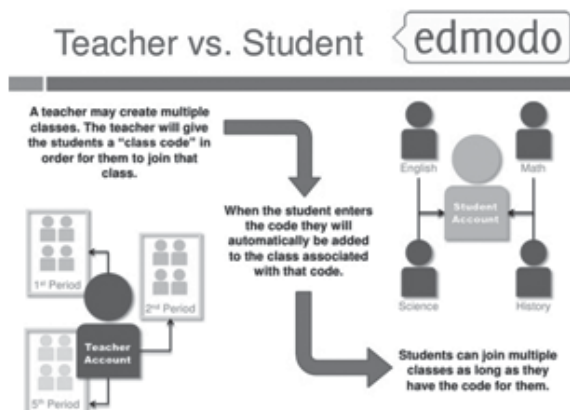 Teacher vs. Student
edmodo
A teacher may create multiple
classes. The teacher will give
the students a "class code" in
order for them to join that
class.
When the student enters
the code they will
automatically be added
to the class associated
with that code.
Students can join multiple
classes as long as they
have the code for them.
1st Period
2nd Period
Teacher
Account
5th Period
English
Math
Student
Account
Science
History